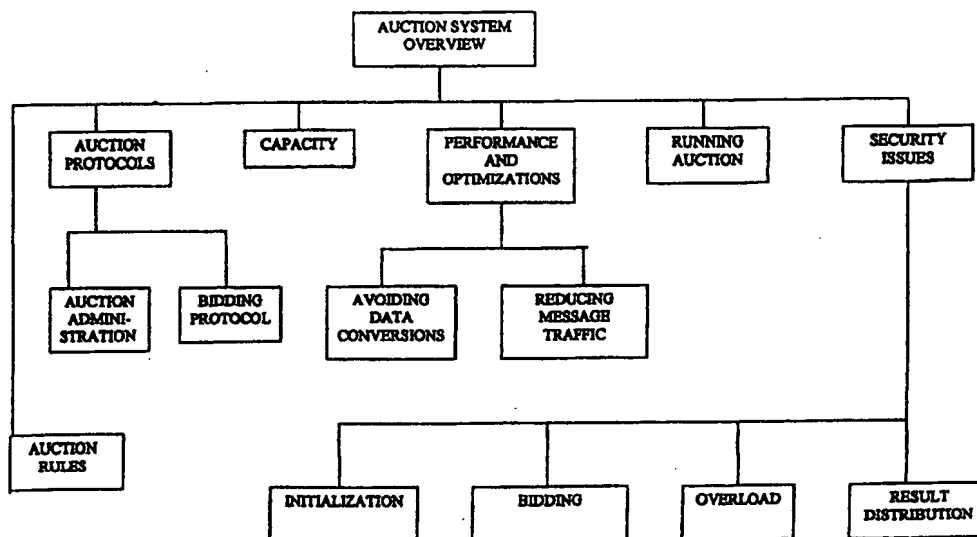 AUCTION SYSTEM
OVERVIEW
AUCTION
PROTOCOLS
CAPACITY
PERFORMANCE
AND
OPTIMIZATIONS
RUNNING
AUCTION
SECURITY
ISSUES
AUCTION
ADMINI-
STRATION
BIDDING
PROTOCOL
AVOIDING
DATA
CONVERSIONS
REDUCING
MESSAGE
TRAFFIC
AUCTION
RULES
INITIALIZATION
BIDDING
OVERLOAD
RESULT
DISTRIBUTION